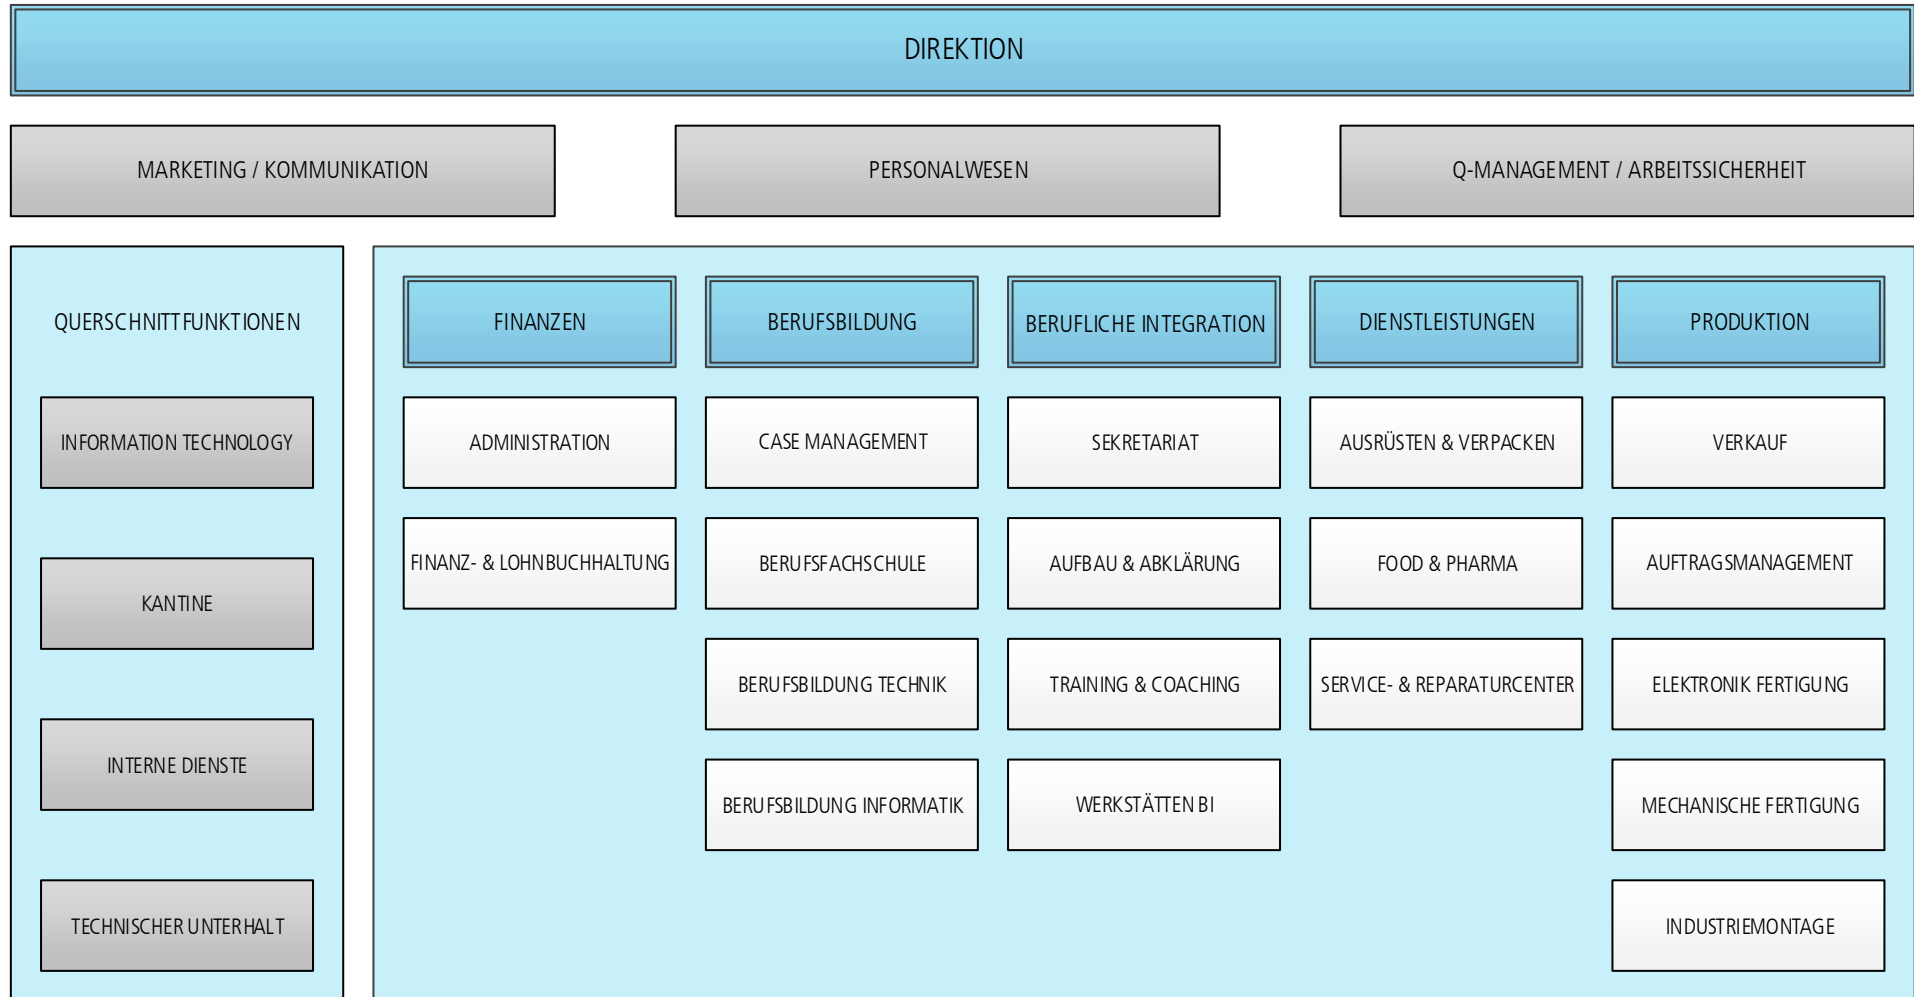 DIREKTION
MARKETING / KOMMUNIKATION
PERSONALWESEN
Q-MANAGEMENT / ARBEITSSICHERHEIT
QUERSCHNITTFUNKTIONEN
INFORMATION TECHNOLOGY
KANTINE
INTERNE DIENSTE
TECHNISCHER UNTERHALT
FINANZEN
ADMINISTRATION
FINANZ- & LOHNBUCHHALTUNG
BERUFSBILDUNG
CASE MANAGEMENT
BERUFSFACHSCHULE
BERUFSBILDUNG TECHNIK
BERUFSBILDUNG INFORMATIK
BERUFLICHE INTEGRATION
SEKRETARIAT
AUFBAU & ABKLÄRUNG
TRAINING & COACHING
WERKSTÄTTEN BI
DIENSTLEISTUNGEN
AUSRÜSTEN & VERPACKEN
FOOD & PHARMA
SERVICE- & REPARATURCENTER
PRODUKTION
VERKAUF
AUFTRAGSMANAGEMENT
ELEKTRONIK FERTIGUNG
MECHANISCHE FERTIGUNG
INDUSTRIEMONTAGE